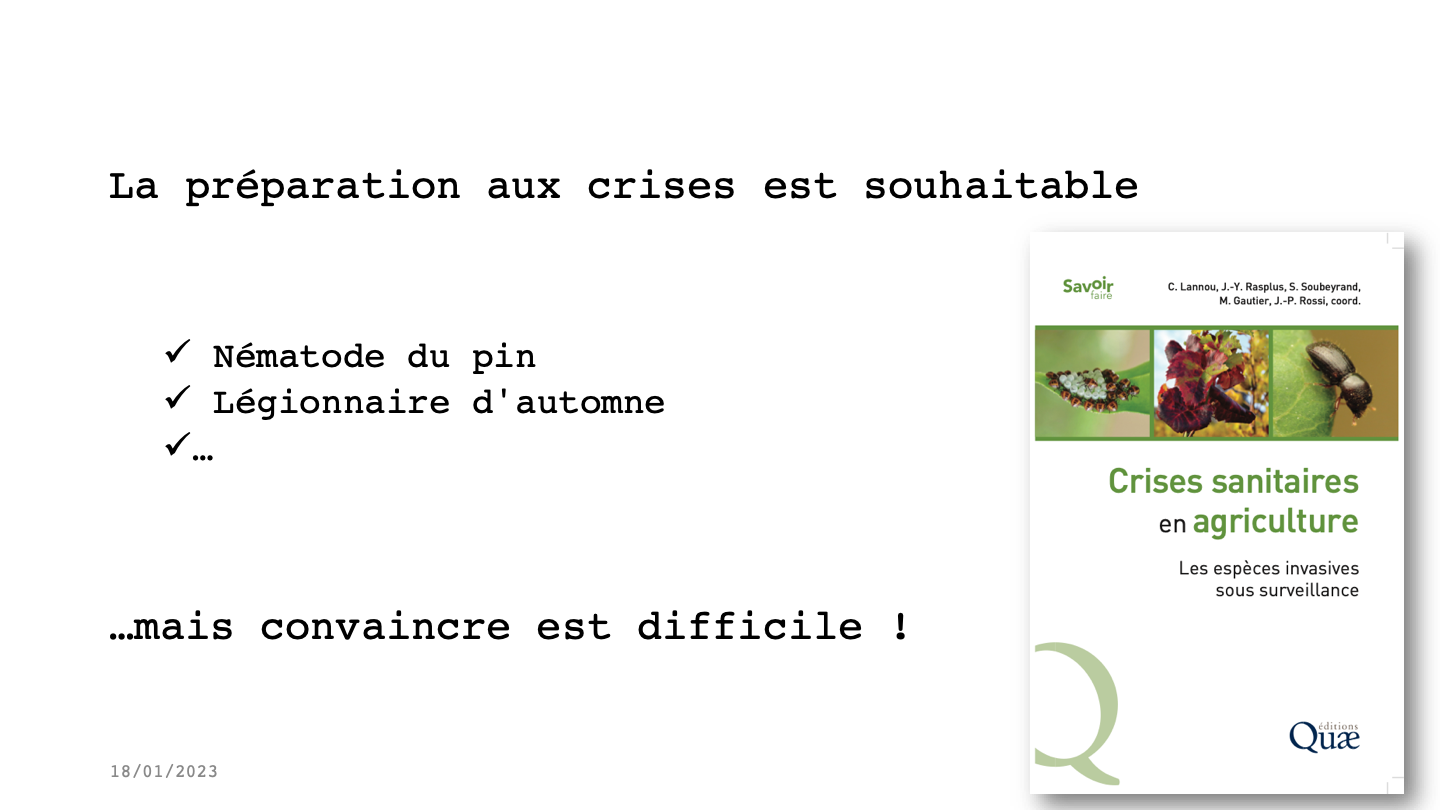 La préparation aux crises est souhaitable
✓ Nématode du pin
✓ Légionnaire d'automne
✓…
…mais convaincre est difficile !
18/01/2023
Savoir
faire
C. Lannou, J.-Y. Rasplus, S. Soubeyrand,
M. Gautier, J.-P. Rossi, coord.
Crises sanitaires
en agriculture
Les espèces invasives
sous surveillance
Q
éditions
Quæ